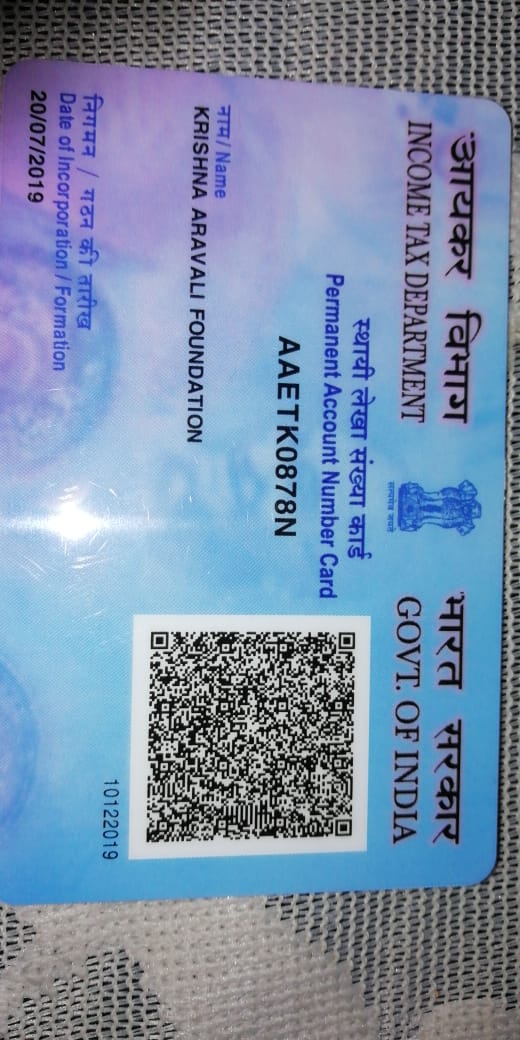 आयकर विभाग
INCOME TAX DEPARTMENT
सत्यमेव जयते
भारत सरकार
GOVT. OF INDIA
स्थायी लेखा संख्या कार्ड
Permanent Account Number Card
AAETK0878N
नाम / Name
KRISHNA ARAVALI FOUNDATION
निगमन / गठन की तारीख
Date of Incorporation / Formation
20/07/2019
10122019